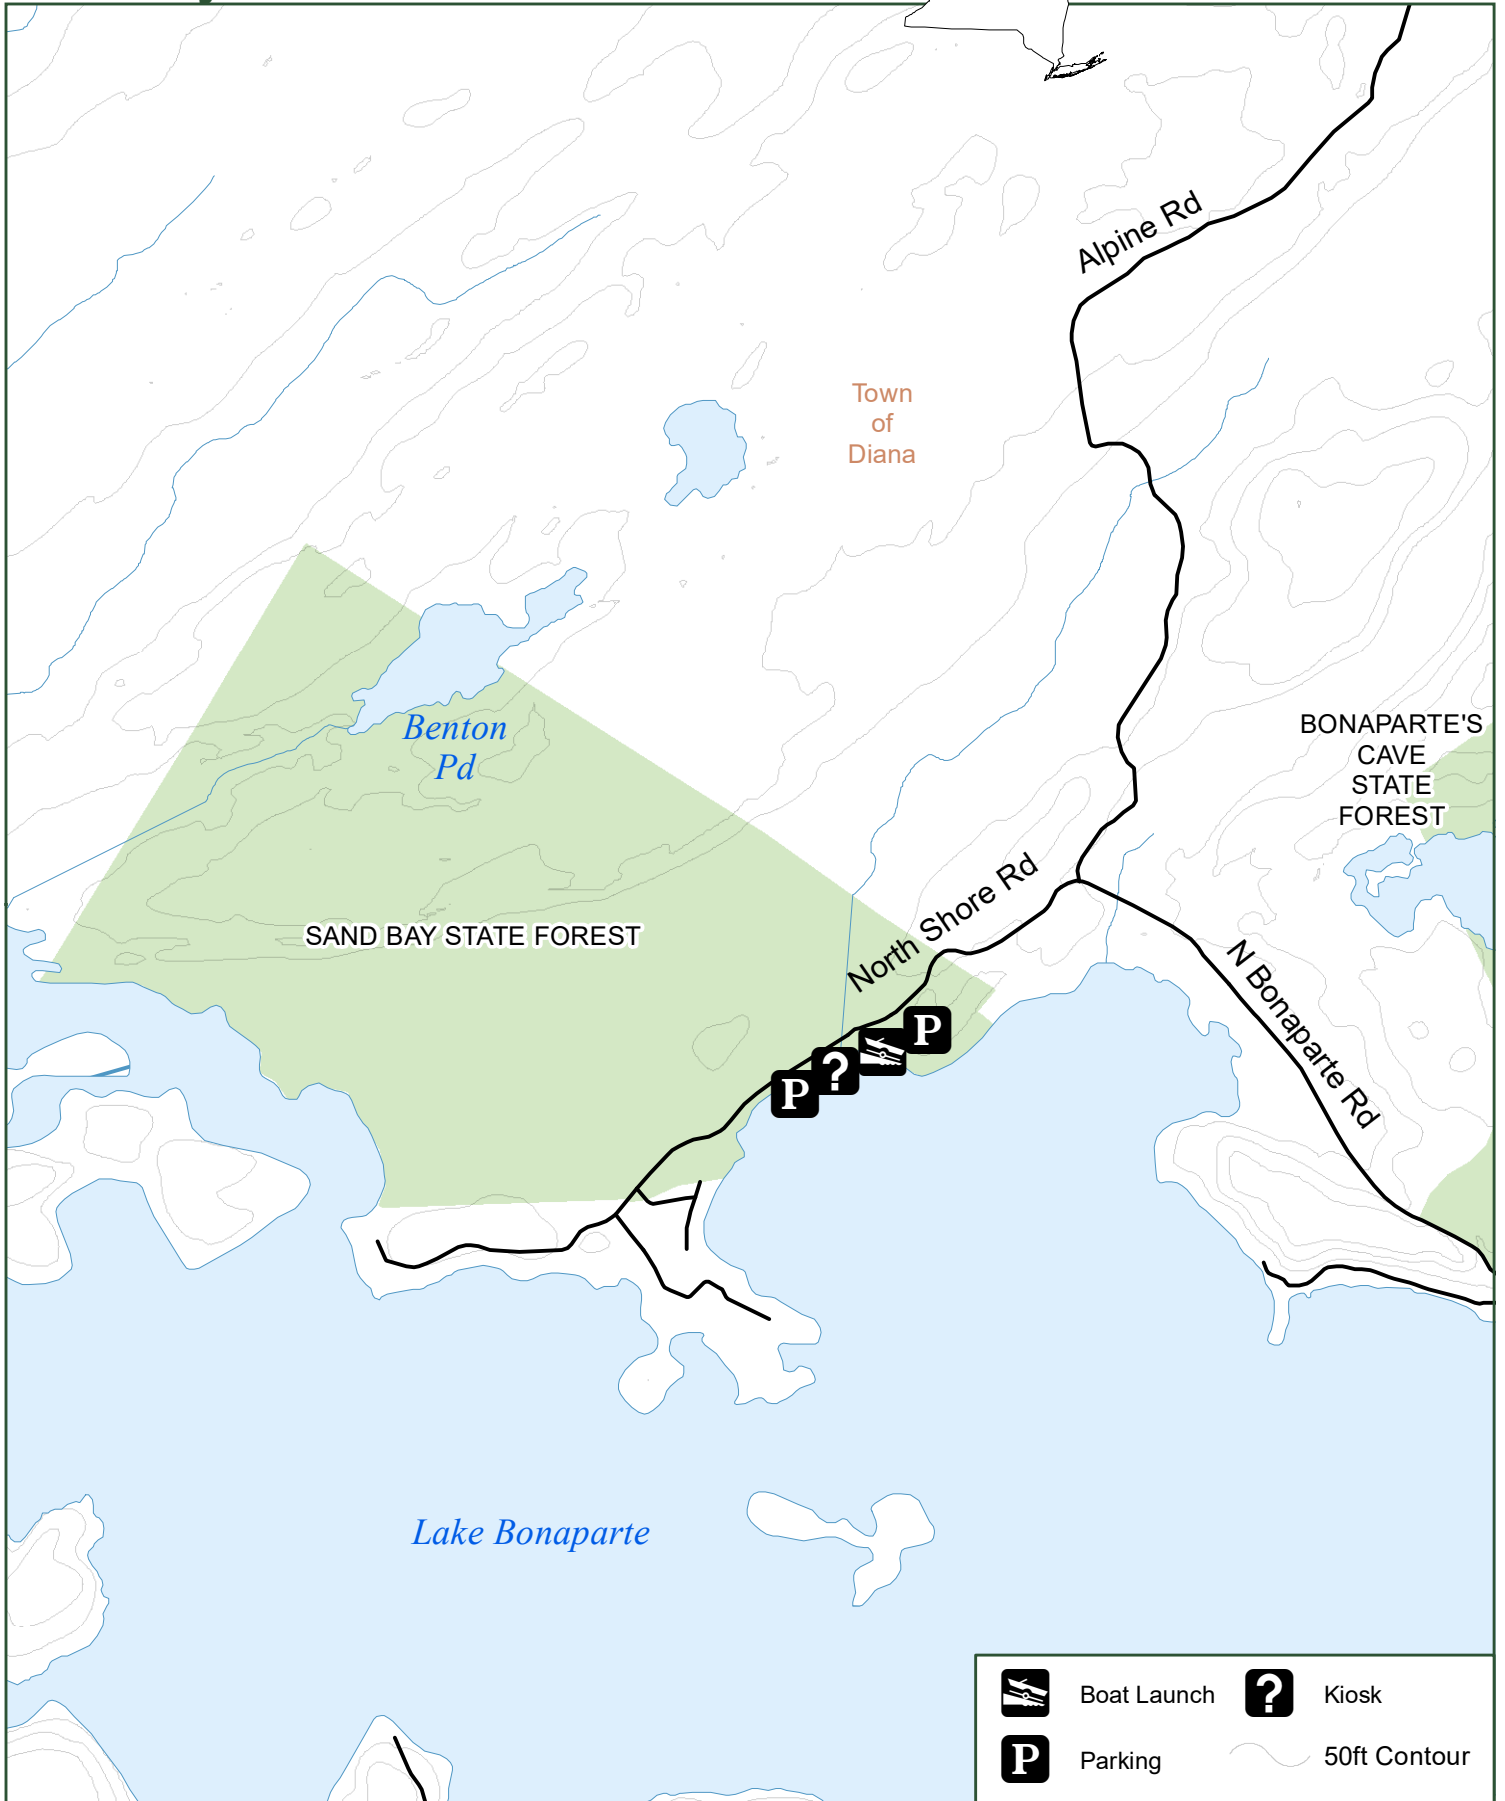 Alpine Rd
Town
of
Diana
Benton
Pd
BONAPARTE'S
CAVE
STATE
FOREST
North Shore Rd
SAND BAY STATE FOREST
N Bonaparte Rd
P
?
P
Lake Bonaparte
Boat Launch
? Kiosk
P Parking
50ft Contour